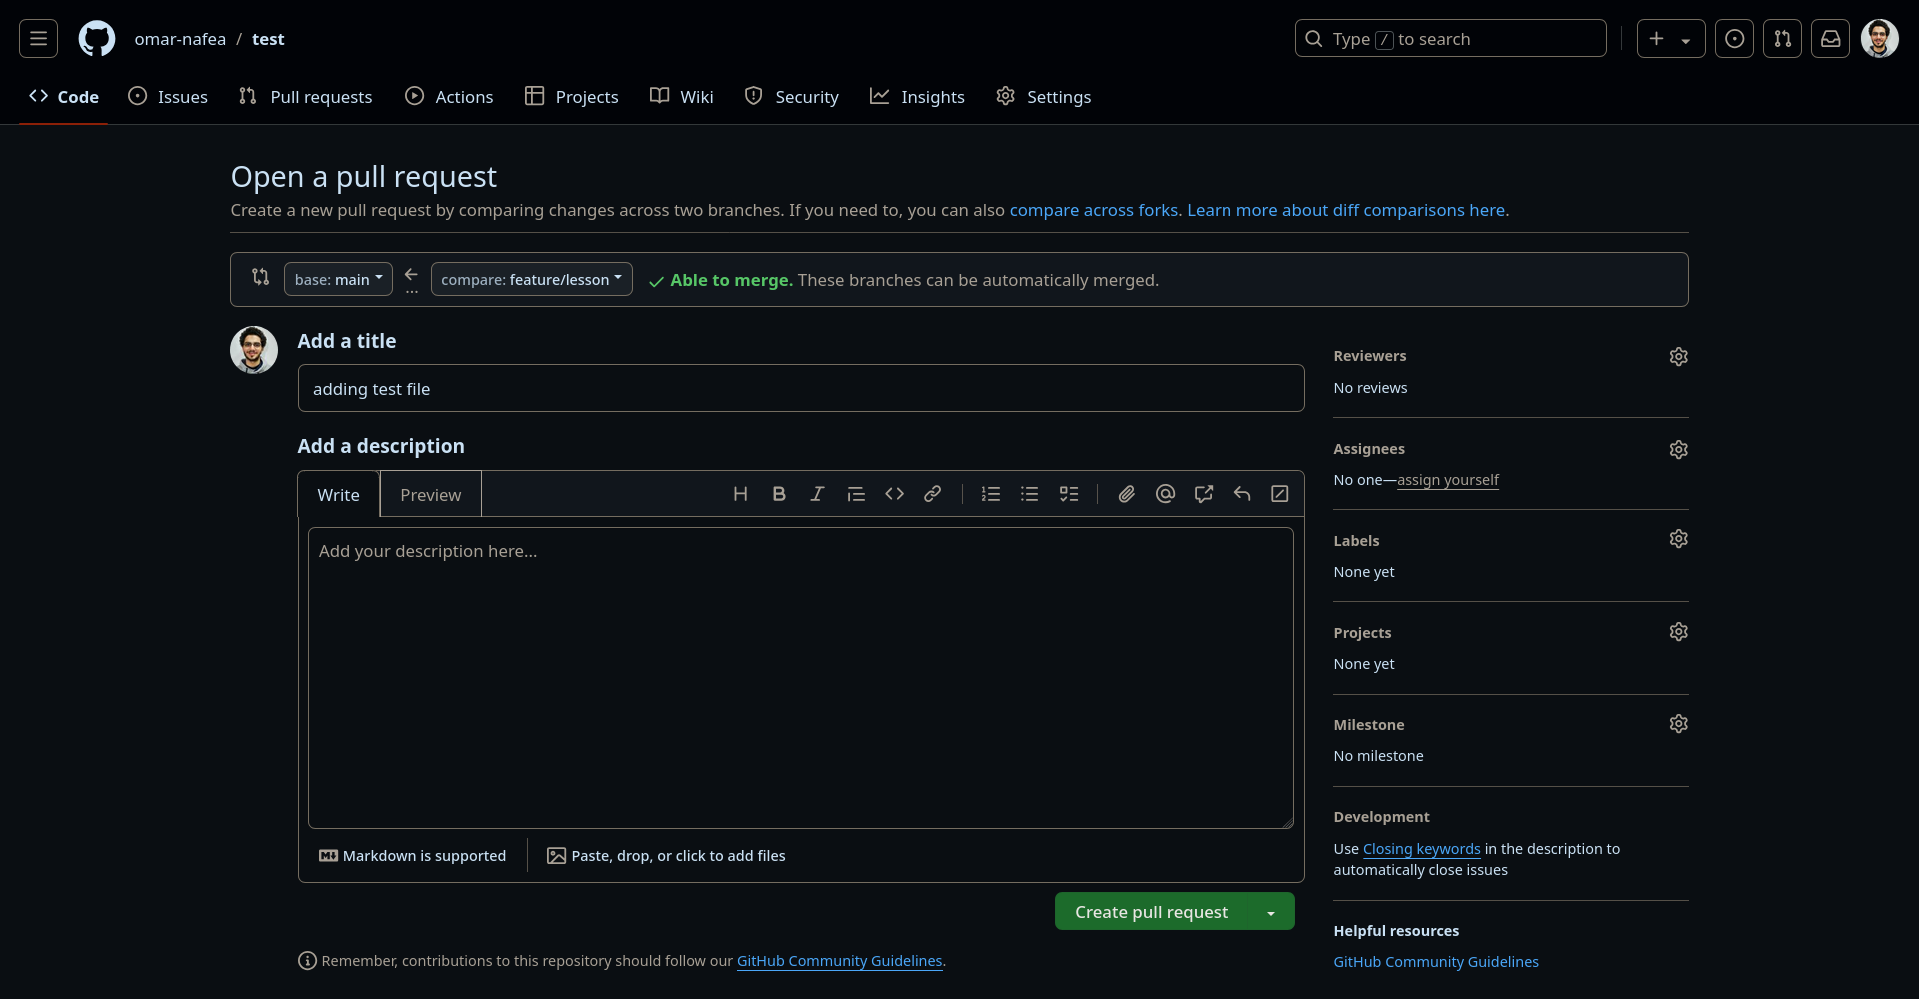 omar-nafea / test
Type / to search
Code Issues Pull requests Actions Projects Wiki Security Insights Settings
Open a pull request
Create a new pull request by comparing changes across two branches. If you need to, you can also compare across forks. Learn more about diff comparisons here.
base: main ← ... compare: feature/lesson ✓ Able to merge. These branches can be automatically merged.
Add a title
adding test file
Add a description
Write Preview
Add your description here...
Markdown is supported
Paste, drop, or click to add files
Create pull request
Remember, contributions to this repository should follow our GitHub Community Guidelines.
Reviewers
No reviews
Assignees
No one—assign yourself
Labels
None yet
Projects
None yet
Milestone
No milestone
Development
Use Closing keywords in the description to
automatically close issues
Helpful resources
GitHub Community Guidelines